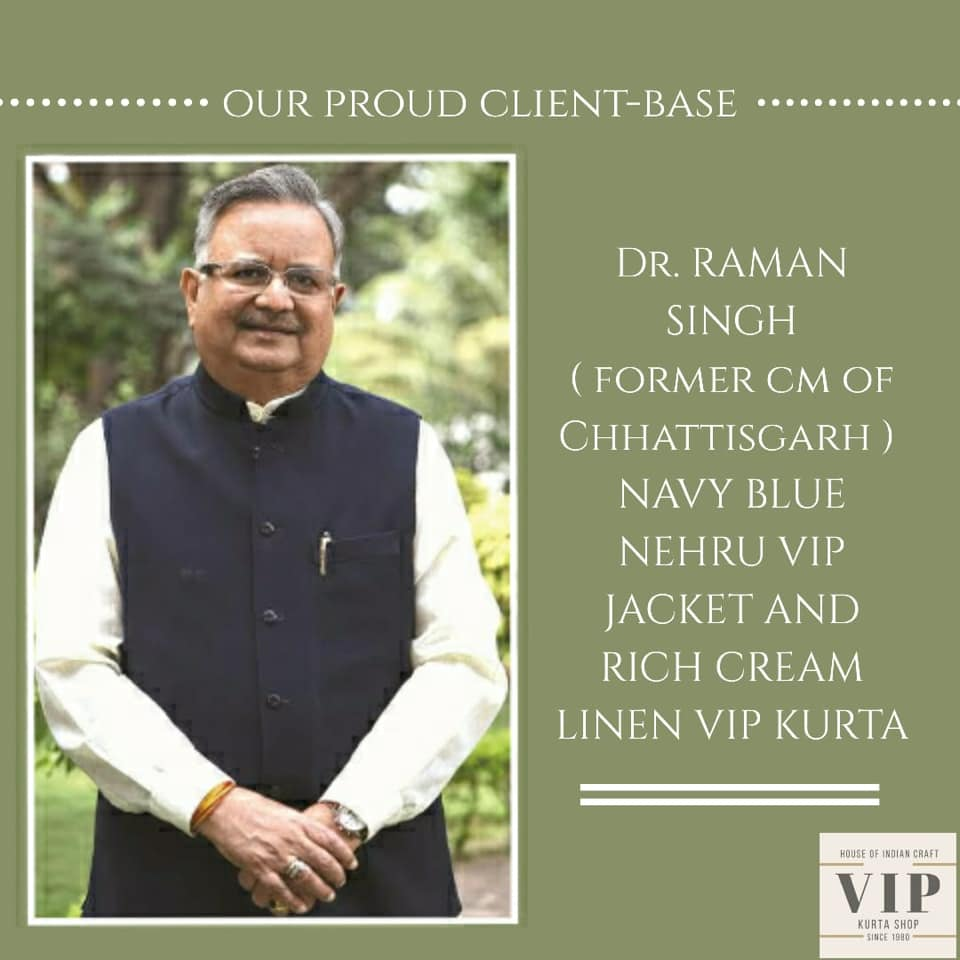 OUR PROUD CLIENT-BASE
Dr. RAMAN
SINGH
( FORMER CM OF
CHHATTISGARH )
NAVY BLUE
NEHRU VIP
JACKET AND
RICH CREAM
LINEN VIP KURTA
HOUSE OF INDIAN CRAFT
VIP
KURTA SHOP
SINCE 1980